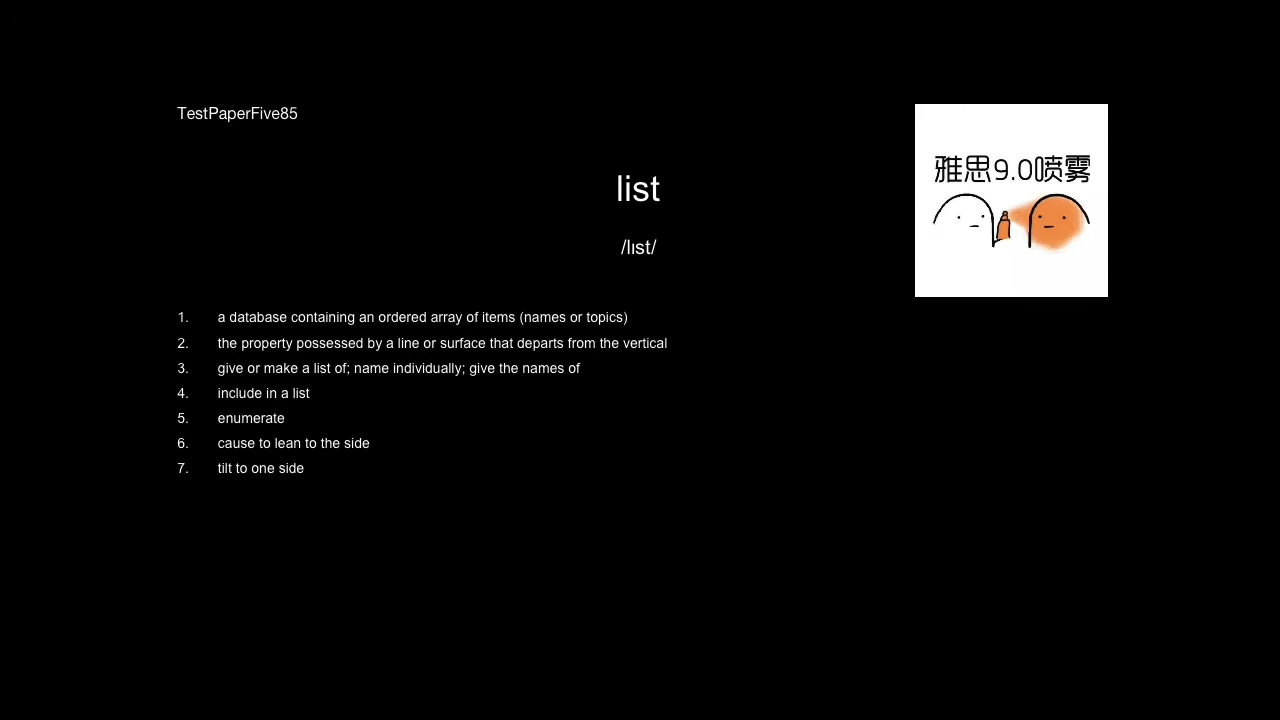 TestPaperFive85
雅思9.0喷雾
list
/lɪst/
1. a database containing an ordered array of items (names or topics)
2. the property possessed by a line or surface that departs from the vertical
3. give or make a list of; name individually; give the names of
4. include in a list
5. enumerate
6. cause to lean to the side
7. tilt to one side